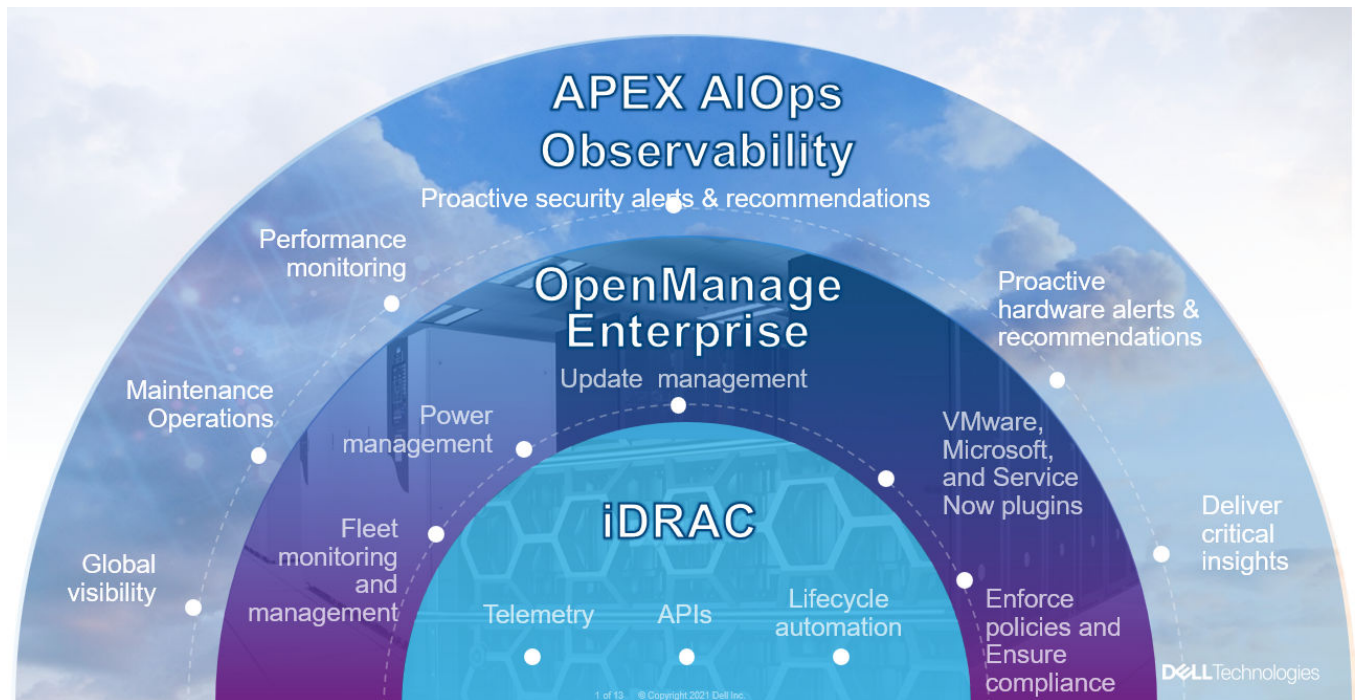 APEX AIOps
Observability
Proactive security alerts & recommendations
Performance
monitoring
Proactive
hardware alerts &
recommendations
Maintenance
Operations
Deliver
critical
insights
Global
visibility
OpenManage
Enterprise
Update management
Power
management
VMware,
Microsoft,
and Service
Now plugins
Fleet
monitoring
and
management
Enforce
policies and
Ensure
compliance
iDRAC
Telemetry
APIs
Lifecycle
automation
DELLTechnologies
1 of 13 © Copyright 2021 Dell Inc.